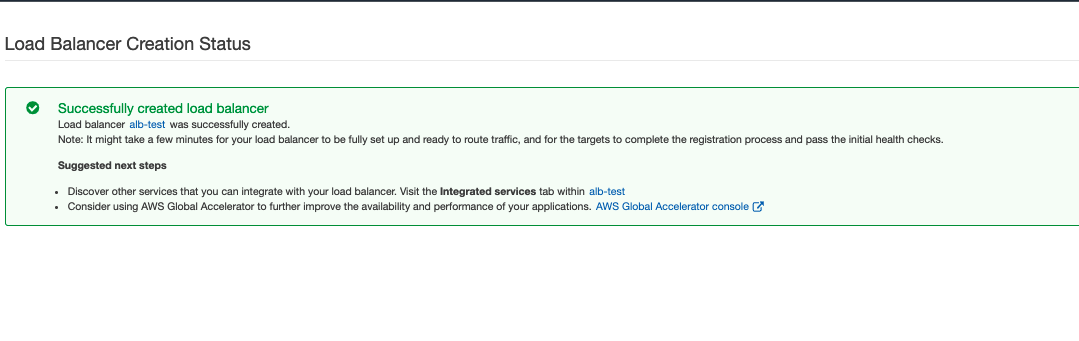 Load Balancer Creation Status
Successfully created load balancer
Load balancer alb-test was successfully created.
Note: It might take a few minutes for your load balancer to be fully set up and ready to route traffic, and for the targets to complete the registration process and pass the initial health checks.
Suggested next steps
• Discover other services that you can integrate with your load balancer. Visit the Integrated services tab within alb-test
• Consider using AWS Global Accelerator to further improve the availability and performance of your applications. AWS Global Accelerator console